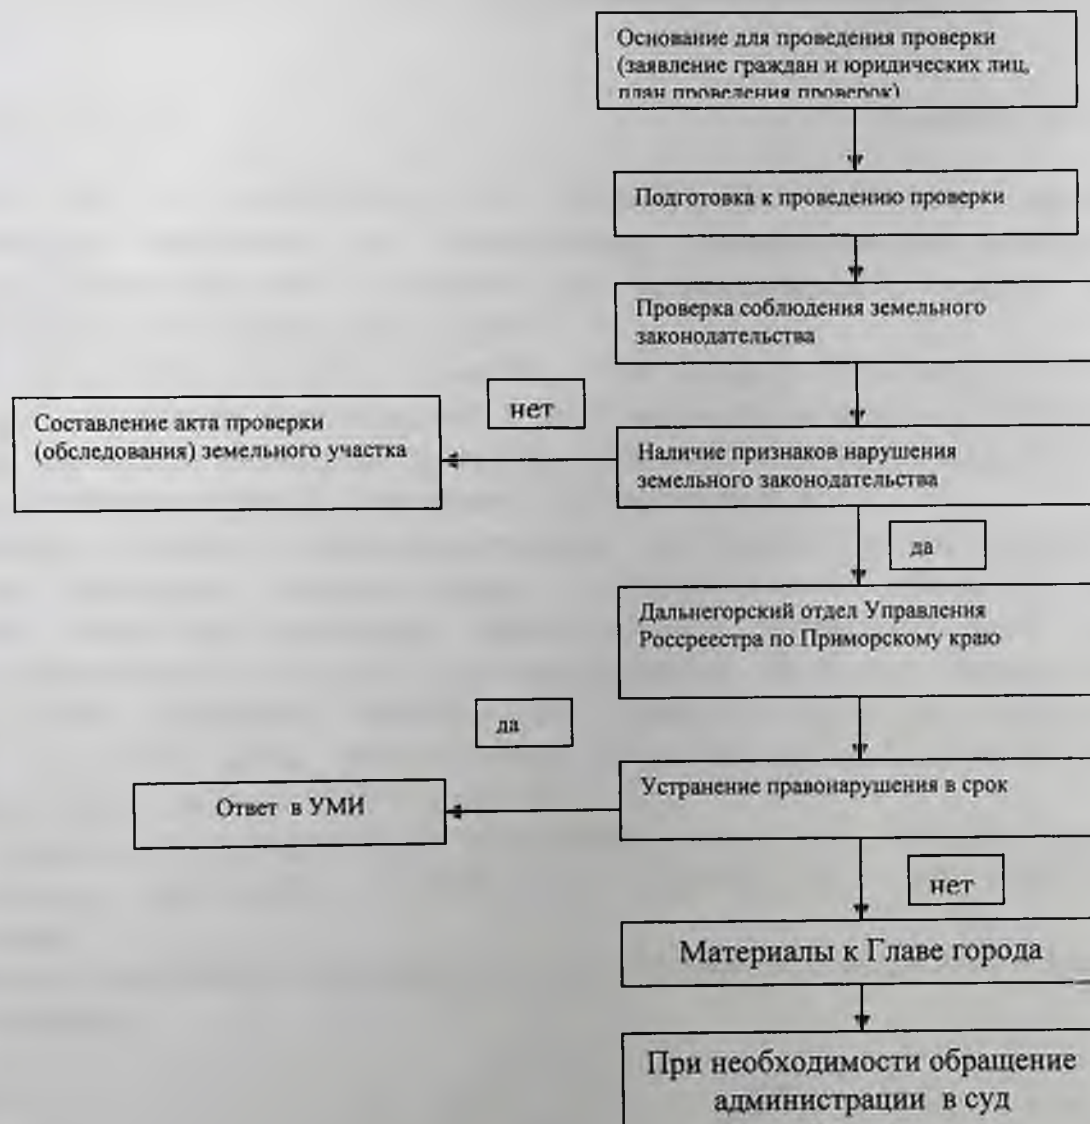 Основание для проведения проверки
(заявление граждан и юридических лиц,
план проведения проверок)
Подготовка к проведению проверки
Проверка соблюдения земельного
законодательства
нет
Составление акта проверки
(обследования) земельного участка
Наличие признаков нарушения
земельного законодательства
да
Дальнегорский отдел Управления
Россреестра по Приморскому краю
да
Устранение правонарушения в срок
Ответ в УМИ
нет
Материалы к Главе города
При необходимости обращение
администрации в суд